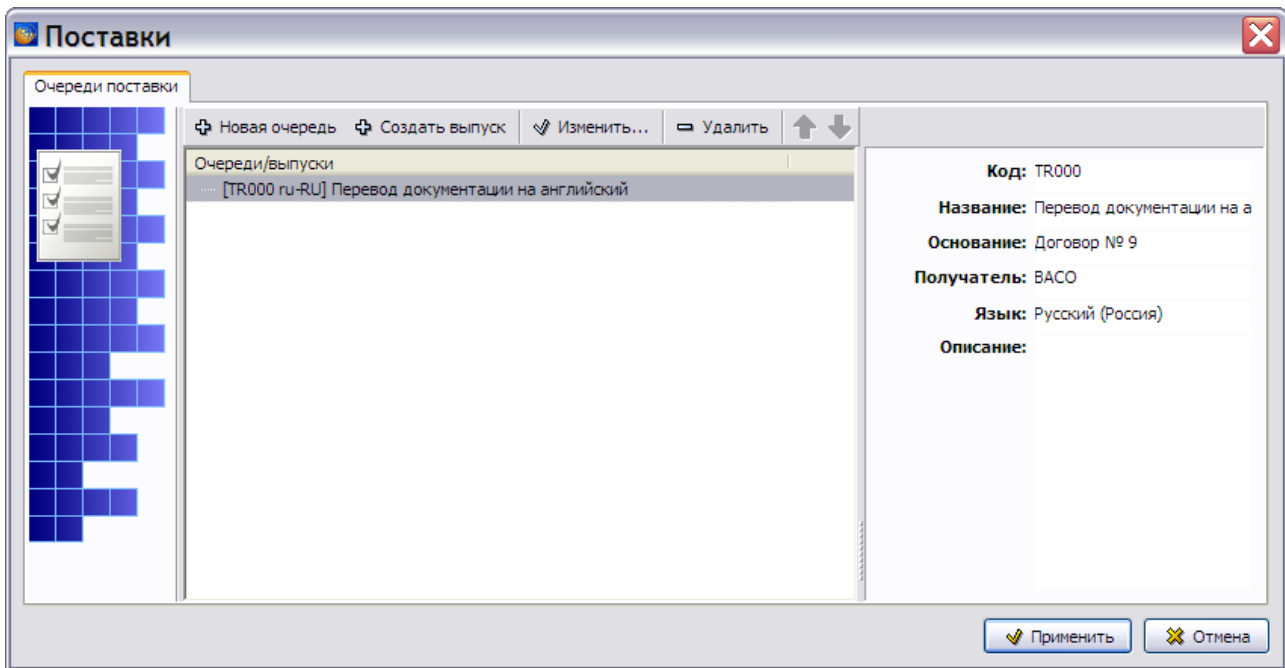 Поставки
Очереди поставки
Новая очередь Создать выпуск Изменить... Удалить
Очереди/выпуски
[TR000 ru-RU] Перевод документации на английский
Код: TR000
Название: Перевод документации на а
Основание: Договор № 9
Получатель: ВАСО
Язык: Русский (Россия)
Описание:
Применить Отмена